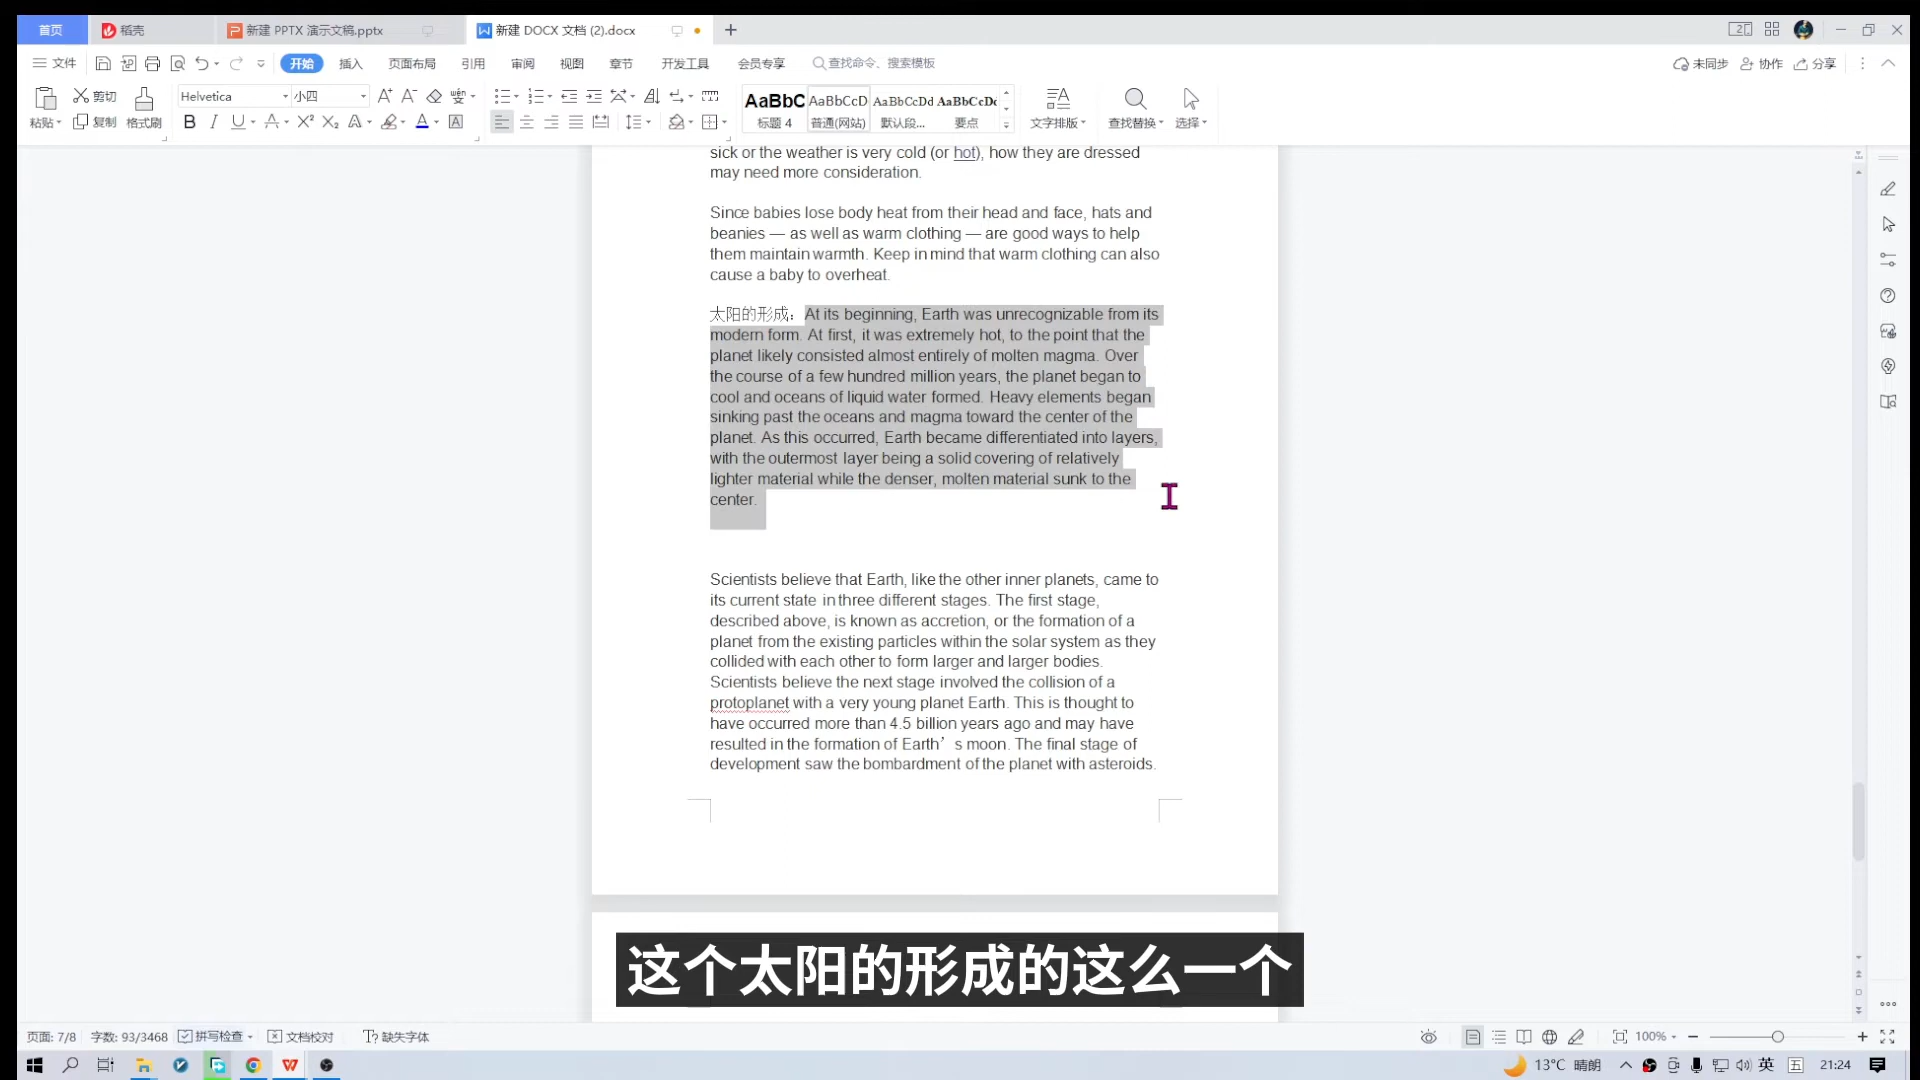 首页
稻壳
新建 PPTX 演示文稿.pptx
新建 DOCX 文档 (2).docx
文件
开始
插入
页面布局
引用
审阅
视图
章节
开发工具
会员专享
查找命令、搜索模板
未同步
协作
分享
粘贴
剪切
复制
格式刷
Helvetica
小四
AaBbC
AaBbCcD
AaBbCcDd
AaBbCcDd
标题 4
普通(网站)
默认段...
要点
文字排版
查找替换
选择
sick or the weather is very cold (or hot), how they are dressed
may need more consideration.
Since babies lose body heat from their head and face, hats and
beanies — as well as warm clothing — are good ways to help
them maintain warmth. Keep in mind that warm clothing can also
cause a baby to overheat.
太阳的形成：At its beginning, Earth was unrecognizable from its
modern form. At first, it was extremely hot, to the point that the
planet likely consisted almost entirely of molten magma. Over
the course of a few hundred million years, the planet began to
cool and oceans of liquid water formed. Heavy elements began
sinking past the oceans and magma toward the center of the
planet. As this occurred, Earth became differentiated into layers,
with the outermost layer being a solid covering of relatively
lighter material while the denser, molten material sunk to the
center.
Scientists believe that Earth, like the other inner planets, came to
its current state in three different stages. The first stage,
described above, is known as accretion, or the formation of a
planet from the existing particles within the solar system as they
collided with each other to form larger and larger bodies.
Scientists believe the next stage involved the collision of a
protoplanet with a very young planet Earth. This is thought to
have occurred more than 4.5 billion years ago and may have
resulted in the formation of Earth’s moon. The final stage of
development saw the bombardment of the planet with asteroids.
这个太阳的形成的这么一个
页面: 7/8
字数: 93/3468
拼写检查
文档校对
缺失字体
100%
13°C 晴朗
英
五
21:24